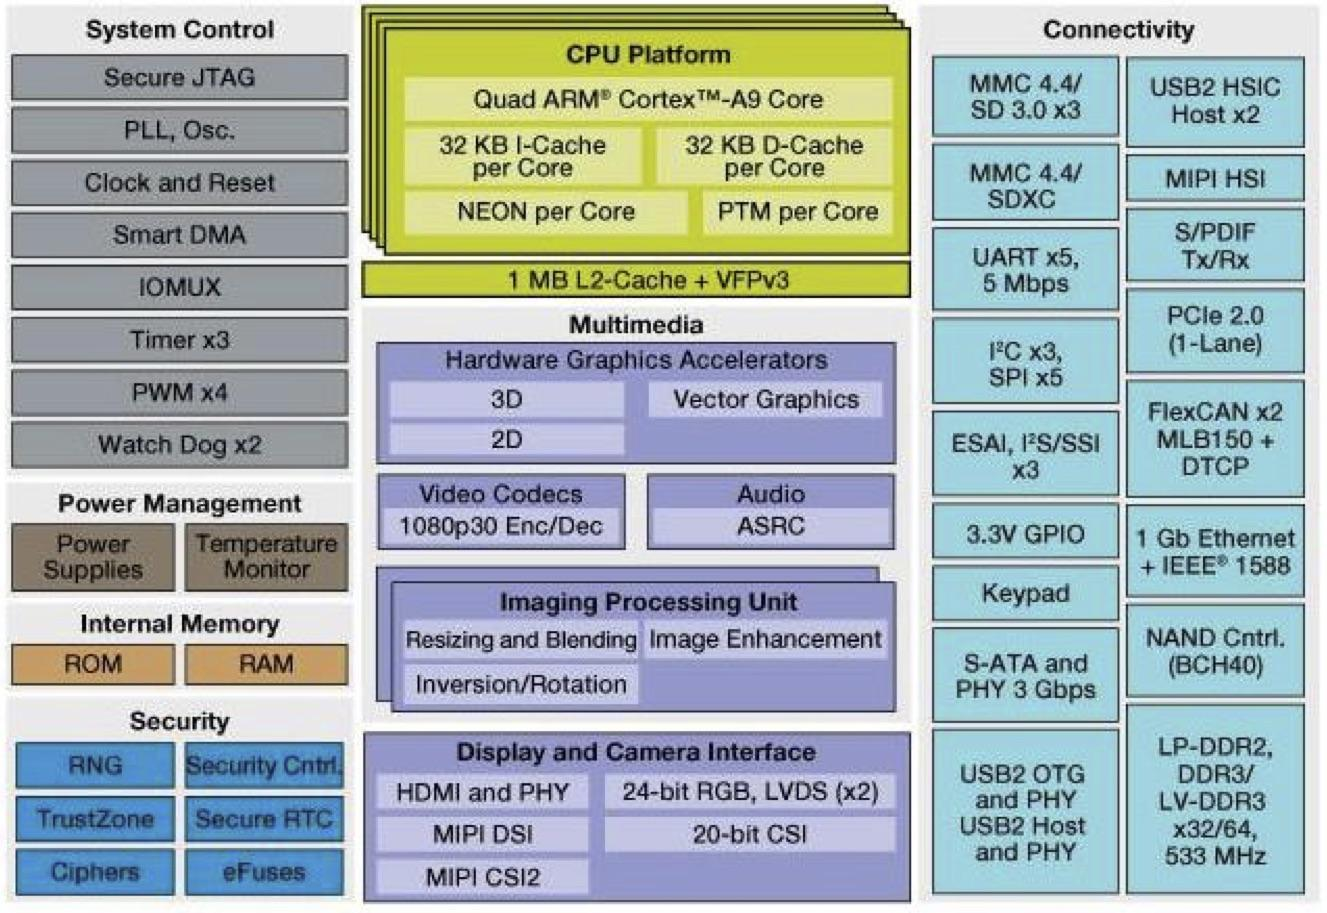 System Control
Secure JTAG
PLL, Osc.
Clock and Reset
Smart DMA
IOMUX
Timer x3
PWM x4
Watch Dog x2
Power Management
Power
Supplies
Temperature
Monitor
Internal Memory
ROM
RAM
Security
RNG
Security Cntrl.
TrustZone
Secure RTC
Ciphers
eFuses
CPU Platform
Quad ARM® Cortex™-A9 Core
32 KB I-Cache
per Core
32 KB D-Cache
per Core
NEON per Core
PTM per Core
1 MB L2-Cache + VFPv3
Multimedia
Hardware Graphics Accelerators
3D
Vector Graphics
2D
Video Codecs
1080p30 Enc/Dec
Audio
ASRC
Imaging Processing Unit
Resizing and Blending
Image Enhancement
Inversion/Rotation
Display and Camera Interface
HDMI and PHY
24-bit RGB, LVDS (x2)
MIPI DSI
20-bit CSI
MIPI CSI2
Connectivity
MMC 4.4/
SD 3.0 x3
MMC 4.4/
SDXC
UART x5,
5 Mbps
I²C x3,
SPI x5
ESAI, I²S/SSI
x3
3.3V GPIO
Keypad
S-ATA and
PHY 3 Gbps
USB2 OTG
and PHY
USB2 Host
and PHY
USB2 HSIC
Host x2
MIPI HSI
S/PDIF
Tx/Rx
PCIe 2.0
(1-Lane)
FlexCAN x2
MLB150 +
DTCP
1 Gb Ethernet
+ IEEE® 1588
NAND Cntrl.
(BCH40)
LP-DDR2,
DDR3/
LV-DDR3
x32/64,
533 MHz